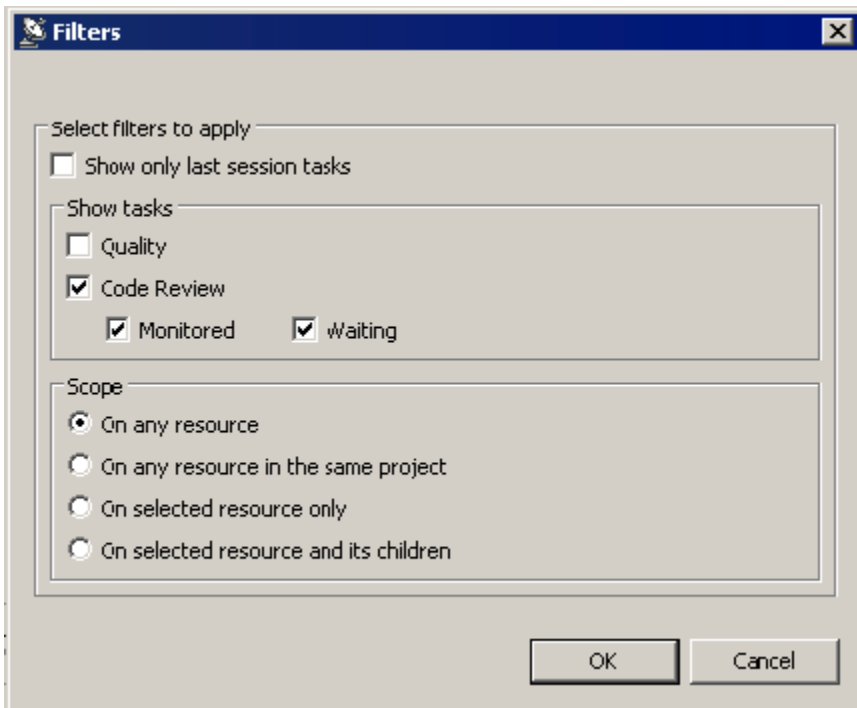 Filters
Select filters to apply
Show only last session tasks
Show tasks
Quality
Code Review
Monitored Waiting
Scope
On any resource
On any resource in the same project
On selected resource only
On selected resource and its children
OK Cancel